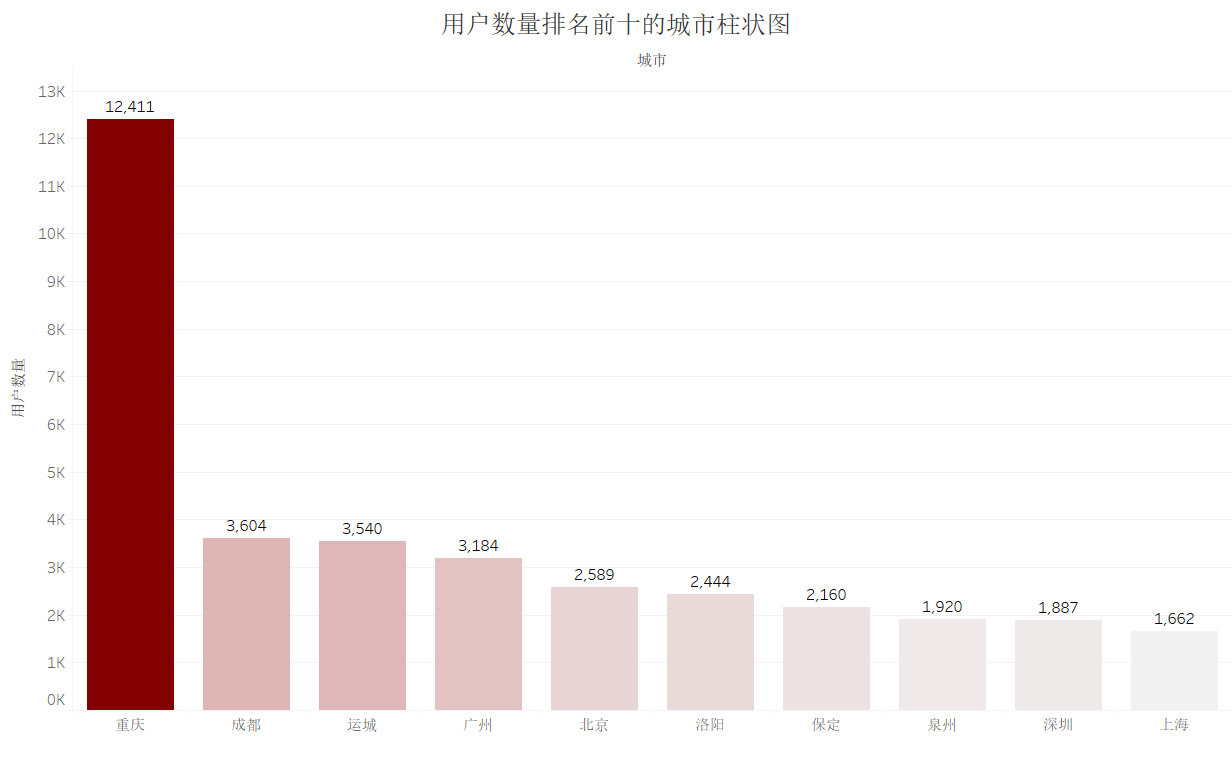 用户数量排名前十的城市柱状图
城市
13K
12,411
12K
11K
10K
9K
8K
7K
用户数量
6K
5K
4K
3,604
3,540
3,184
3K
2,589
2,444
2,160
2K
1,920
1,887
1,662
1K
0K
重庆 成都 运城 广州 北京 洛阳 保定 泉州 深圳 上海